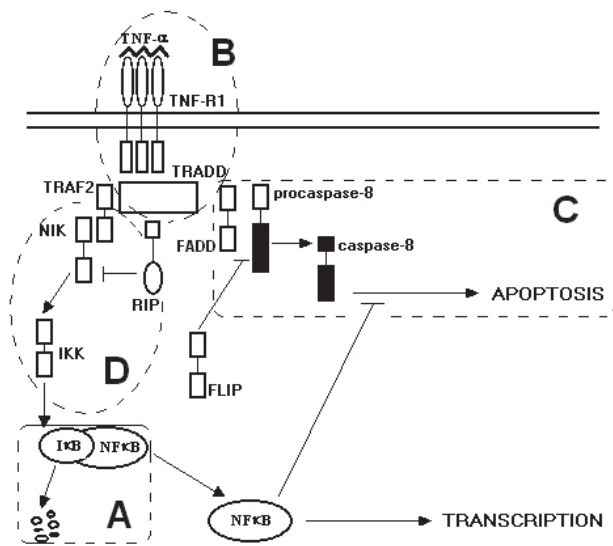 TNF-α
B
TNF-R1
TRADD
TRAF2
procaspase-8
C
NIK
FADD
caspase-8
RIP
APOPTOSIS
IKK
D
FLIP
IκB
NFκB
A
NFκB
TRANSCRIPTION